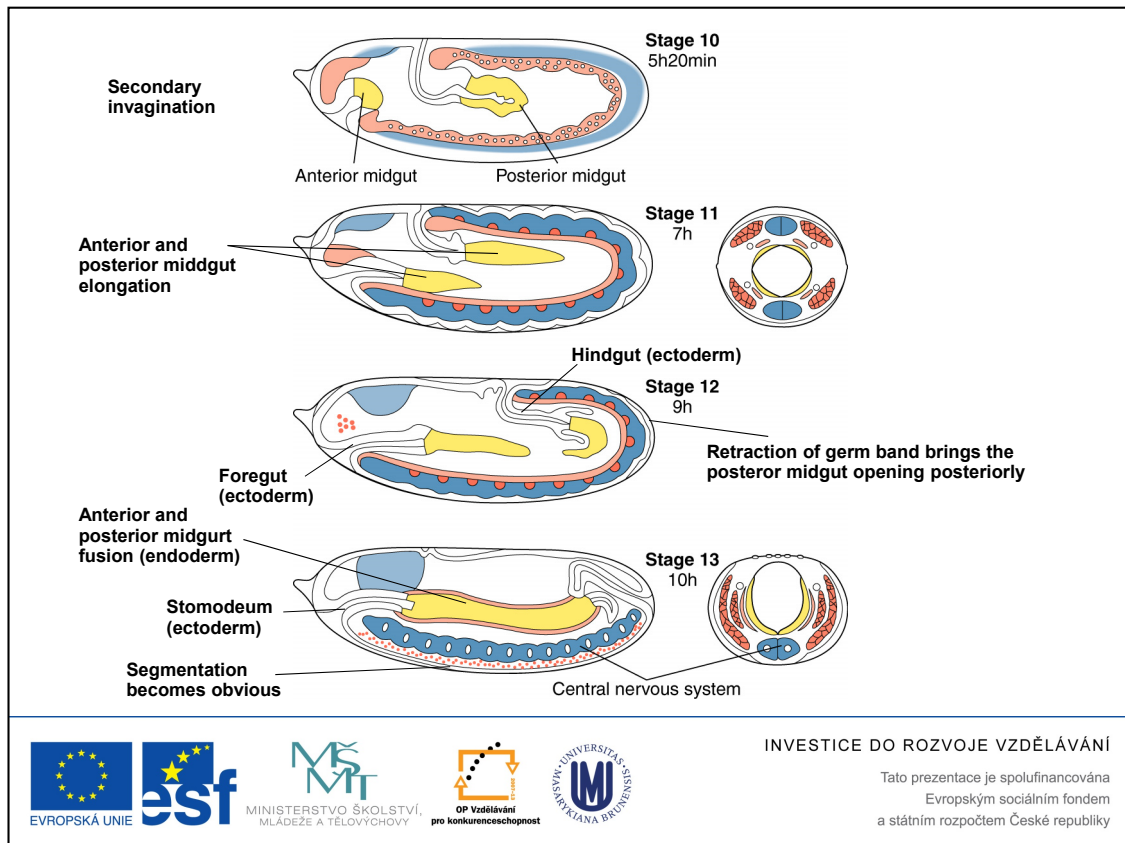 Stage 10
5h20min
Secondary
invagination
Anterior midgut
Posterior midgut
Stage 11
7h
Anterior and
posterior middgut
elongation
Hindgut (ectoderm)
Stage 12
9h
Retraction of germ band brings the
posteror midgut opening posteriorly
Foregut
(ectoderm)
Anterior and
posterior midgurt
fusion (endoderm)
Stage 13
10h
Stomodeum
(ectoderm)
Segmentation
becomes obvious
Central nervous system
EVROPSKÁ UNIE
esf
MŠMT
MINISTERSTVO ŠKOLSTVÍ,
MLÁDEŽE A TĚLOVÝCHOVY
2007-13
OP Vzdělávání
pro konkurenceschopnost
UNIVERSITAS • MASARYKIANA BRUNENSIS •
INVESTICE DO ROZVOJE VZDĚLÁVÁNÍ
Tato prezentace je spolufinancována
Evropským sociálním fondem
a státním rozpočtem České republiky